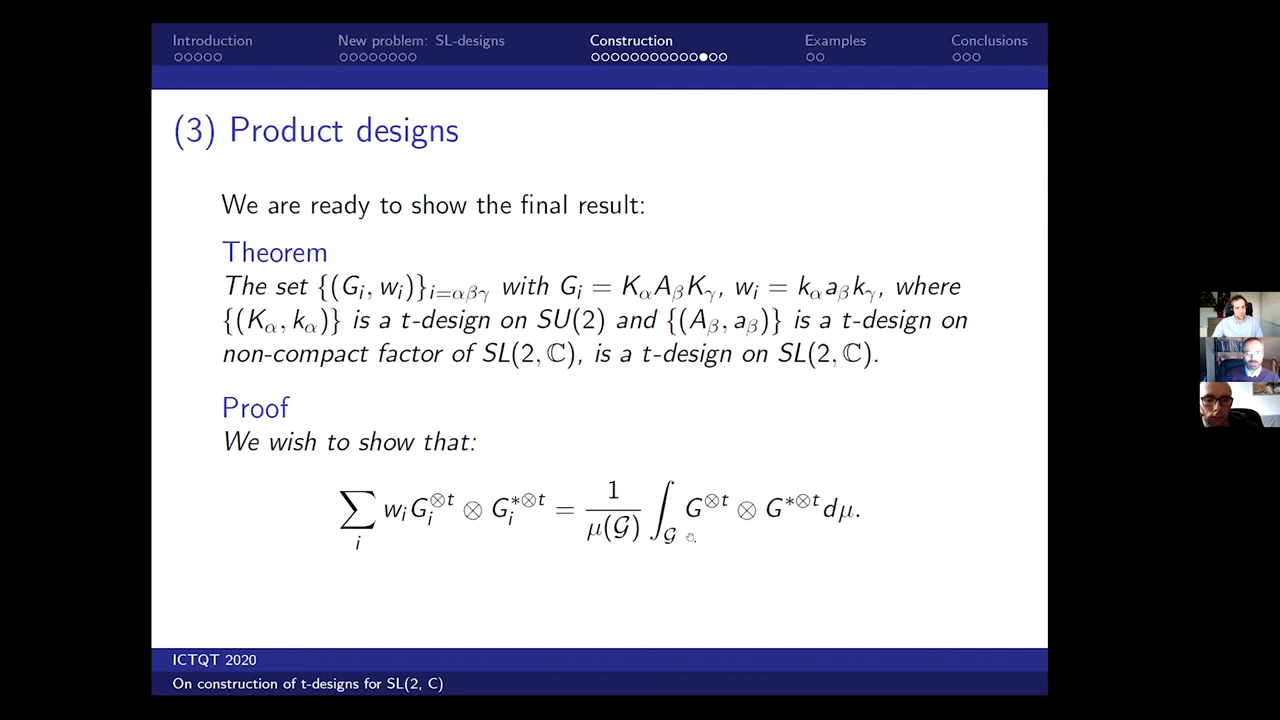 Introduction New problem: SL-designs Construction Examples Conclusions
(3) Product designs
We are ready to show the final result:
Theorem
The set {(G_i, w_i)}_{i=αβγ} with G_i = K_α A_β K_γ, w_i = k_α a_β k_γ, where
{(K_α, k_α)} is a t-design on SU(2) and {(A_β, a_β)} is a t-design on
non-compact factor of SL(2, ℂ), is a t-design on SL(2, ℂ).
Proof
We wish to show that:
∑_i w_i G_i^{⊗t} ⊗ G_i^{*⊗t} = 1/μ(𝒢) ∫_𝒢 G^{⊗t} ⊗ G^{*⊗t} dμ.
ICTQT 2020
On construction of t-designs for SL(2, C)